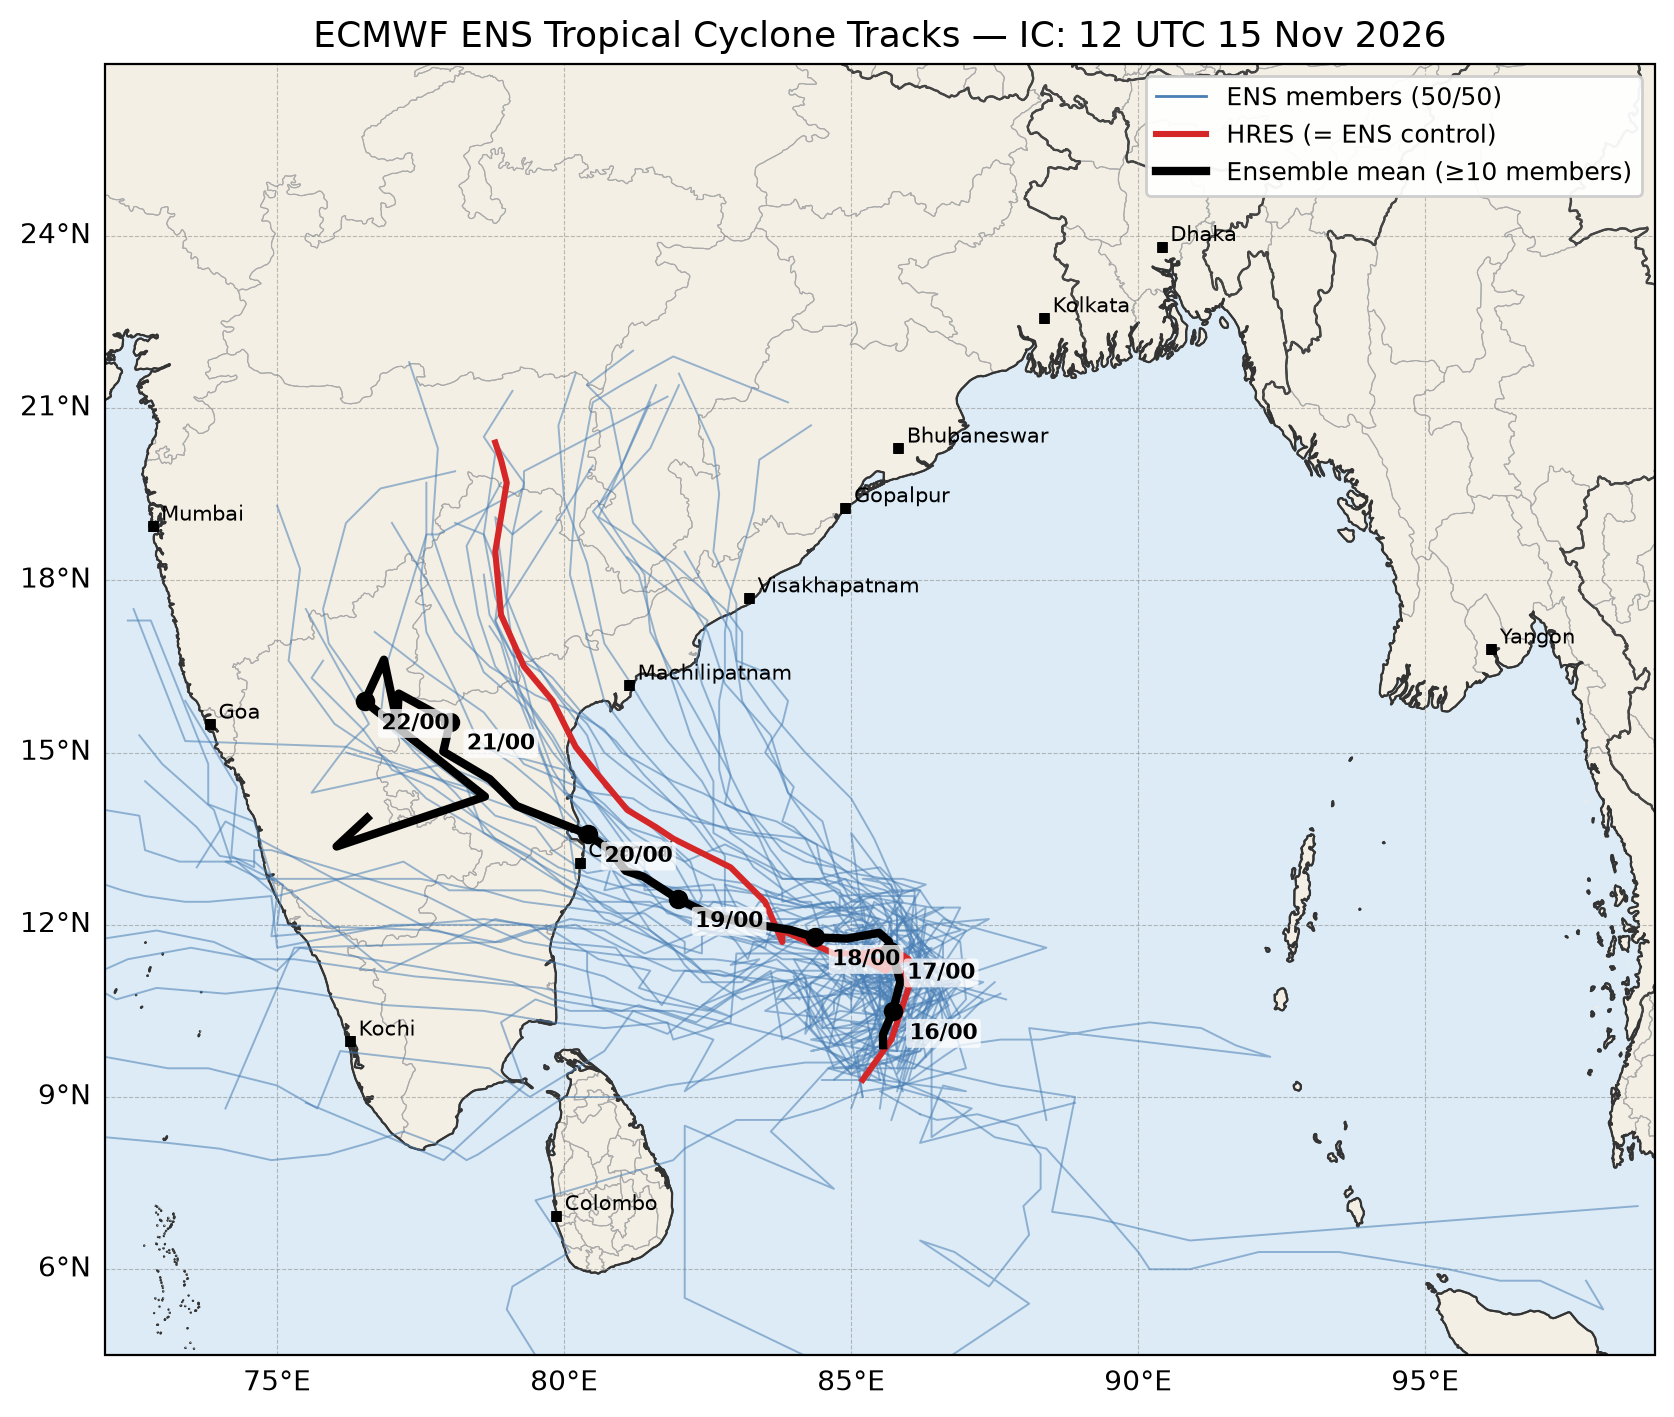 ECMWF ENS Tropical Cyclone Tracks — IC: 12 UTC 15 Nov 2026
ENS members (50/50)
HRES (= ENS control)
Ensemble mean (≥10 members)
24°N
21°N
18°N
15°N
12°N
9°N
6°N
Dhaka
Kolkata
Bhubaneswar
Gopalpur
Mumbai
Visakhapatnam
Yangon
Machilipatnam
Goa
22/00
21/00
C
20/00
19/00
18/00
17/00
16/00
Kochi
Colombo
75°E
80°E
85°E
90°E
95°E